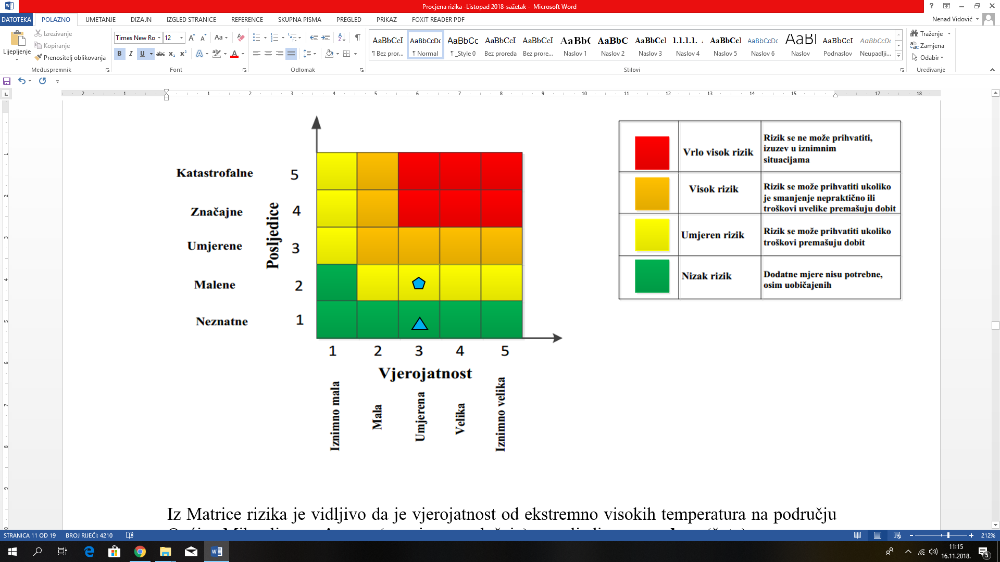 Procjena rizika -Listopad 2018-sažetak - Microsoft Word
DATOTEKA POLAZNO UMETANJE DIZAJN IZGLED STRANICE REFERENCE SKUPNA PISMA PREGLED PRIKAZ FOXIT READER PDF
Nenad Vidović
Lijepljenje
Izrezivanje
Kopiranje
Prenositelj oblikovanja
Međuspremnik
Times New Ro 12
Font
Odlomak
AaBbCcI AaBbCcDc AaBbCc AaBbCcI AaBbCcI AaBb( AaBbC AaBbCcI 1.1.1.1. AaBbCcI AaBbCcDc AaBI AaBbCcI AaBbCcDc
¶ Bez pror... ¶ Normal ¶ _Style 0 Bez proreda Bez prore... Naslov 1 Naslov 2 Naslov 3 Naslov 4 Naslov 5 Naslov 6 Naslov Podnaslov Neupadlji...
Stilovi
Traženje
Zamjena
Odabir
Uređivanje
2 1 1 2 3 4 5 6 7 8 9 10 11 12 13 14 15 17 18
Katastrofalne 5
Značajne 4
Umjerene 3
Malene 2
Neznatne 1
Posljedice
1 2 3 4 5
Vjerojatnost
Iznimno mala
Mala
Umjerena
Velika
Iznimno velika
Vrlo visok rizik
Rizik se ne može prihvatiti,
izuzev u iznimnim
situacijama
Visok rizik
Rizik se može prihvatiti ukoliko
je smanjenje nepraktično ili
troškovi uvelike premašuju dobit
Umjeren rizik
Rizik se može prihvatiti ukoliko
troškovi premašuju dobit
Nizak rizik
Dodatne mjere nisu potrebne,
osim uobičajenih
Iz Matrice rizika je vidljivo da je vjerojatnost od ekstremno visokih temperatura na području
STRANICA 11 OD 19 BROJ RIJEČI: 4210
212%
11:15
16.11.2018.
5